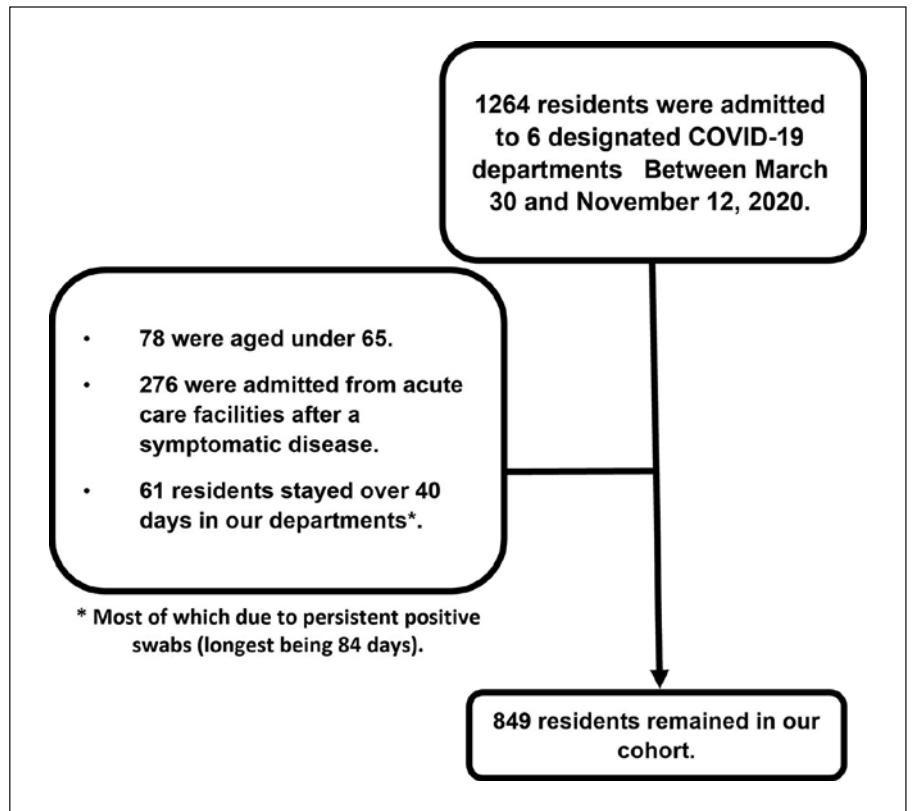 1264 residents were admitted
to 6 designated COVID-19
departments Between March
30 and November 12, 2020.
• 78 were aged under 65.
• 276 were admitted from acute
care facilities after a
symptomatic disease.
• 61 residents stayed over 40
days in our departments*.
* Most of which due to persistent positive
swabs (longest being 84 days).
849 residents remained in our
cohort.